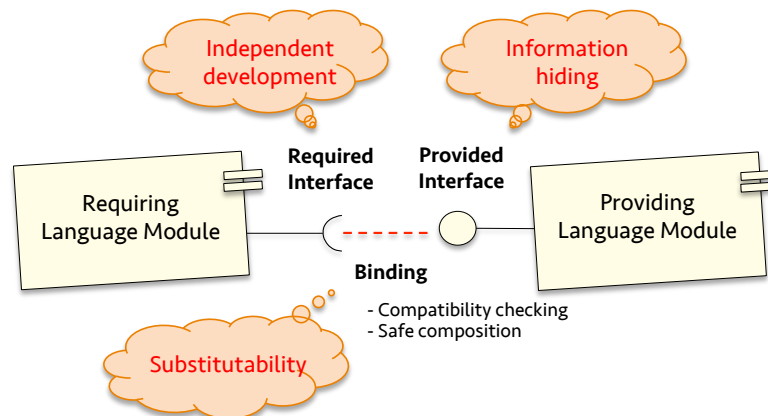 Independent
development
Information
hiding
Required
Interface
Provided
Interface
Requiring
Language Module
Providing
Language Module
Binding
- Compatibility checking
- Safe composition
Substitutability